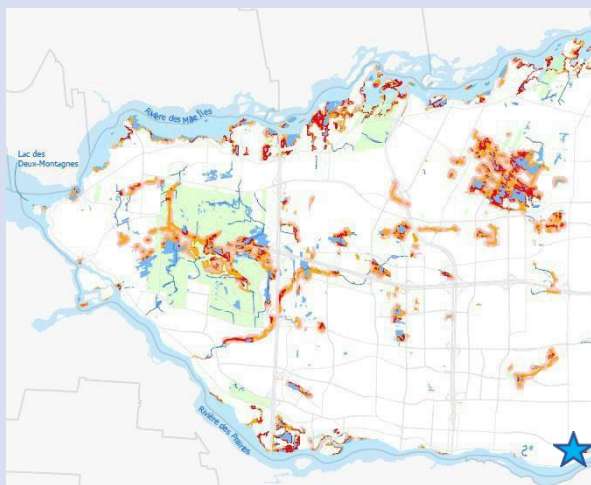 Rivière des Mille Îles
Lac des
Deux-Montagnes
Rivière des Prairies